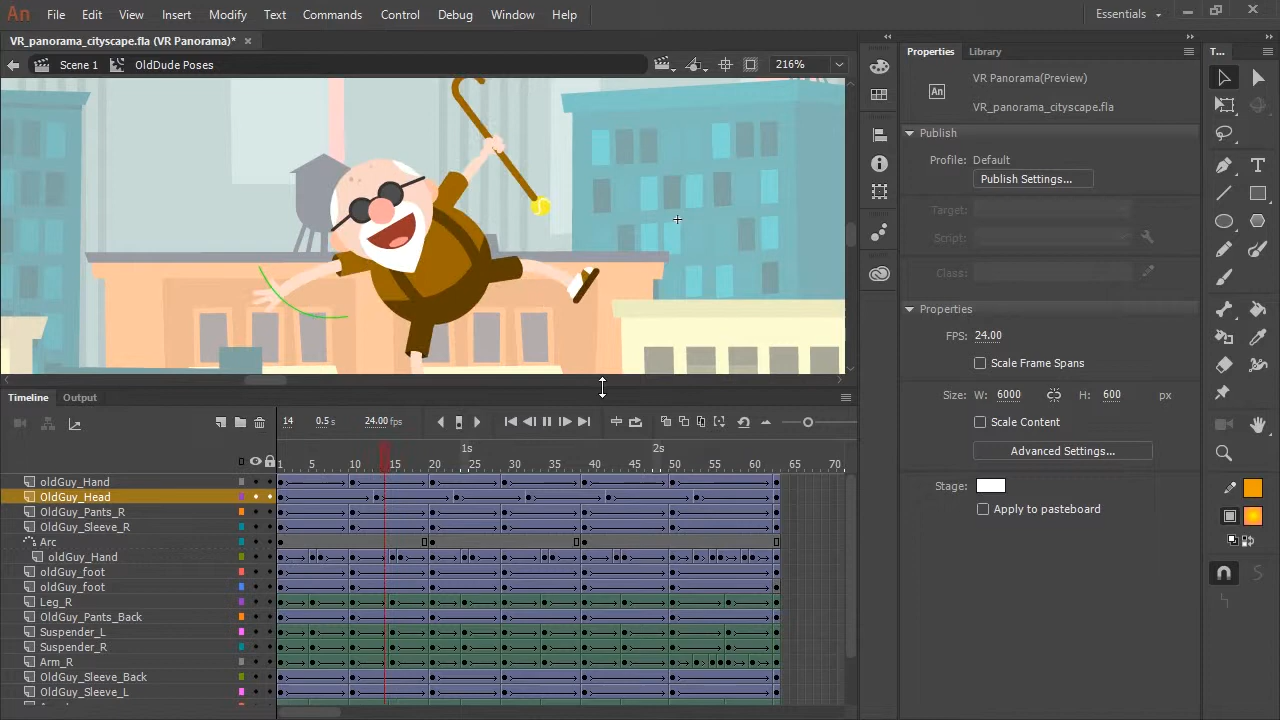 An File Edit View Insert Modify Text Commands Control Debug Window Help Essentials
VR_panorama_cityscape.fla (VR Panorama)*
Scene 1 OldDude Poses 216%
Properties Library T...
VR Panorama(Preview)
An
VR_panorama_cityscape.fla
Publish
Profile: Default
Publish Settings...
Target:
Script:
Class:
Properties
FPS: 24.00
Scale Frame Spans
Size: W: 6000 H: 600 px
Scale Content
Advanced Settings...
Stage:
Apply to pasteboard
Timeline Output
14 0.5s 24.00 fps
1s 2s
1 5 10 15 20 25 30 35 40 45 50 55 60 65 70
oldGuy_Hand
OldGuy_Head
OldGuy_Pants_R
OldGuy_Sleeve_R
Arc
oldGuy_Hand
oldGuy_foot
oldGuy_foot
Leg_R
OldGuy_Pants_Back
Suspender_L
Suspender_R
Arm_R
OldGuy_Sleeve_Back
OldGuy_Sleeve_L